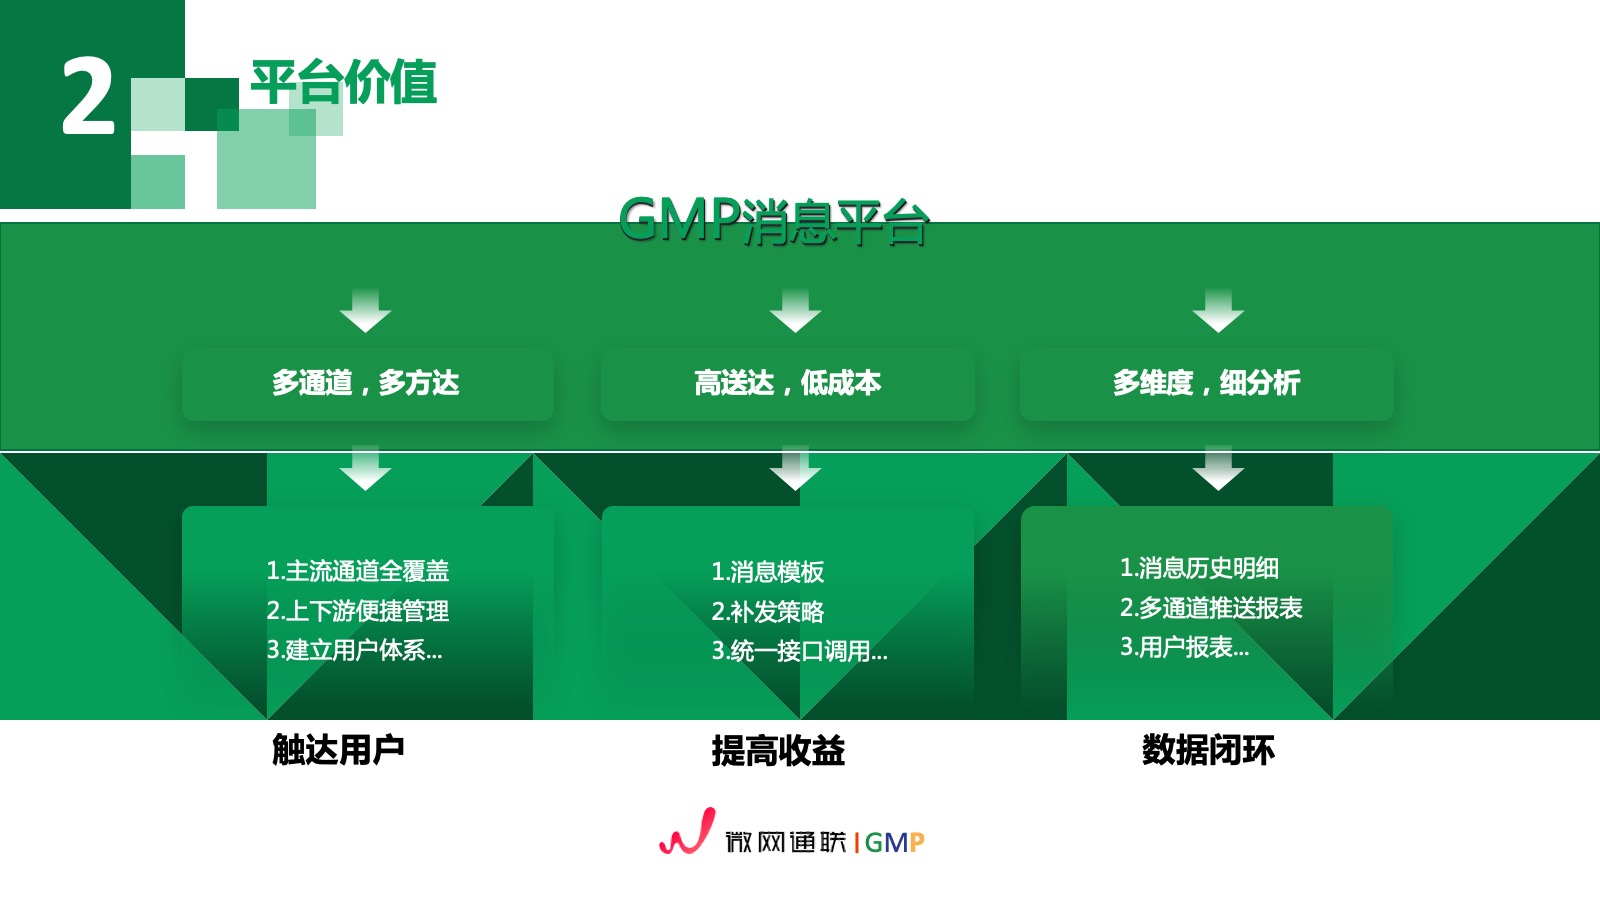 2
平台价值
GMP消息平台
多通道，多方达
高送达，低成本
多维度，细分析
1.主流通道全覆盖
2.上下游便捷管理
3.建立用户体系...
1.消息模板
2.补发策略
3.统一接口调用...
1.消息历史明细
2.多通道推送报表
3.用户报表...
触达用户
提高收益
数据闭环
微网通联|GMP